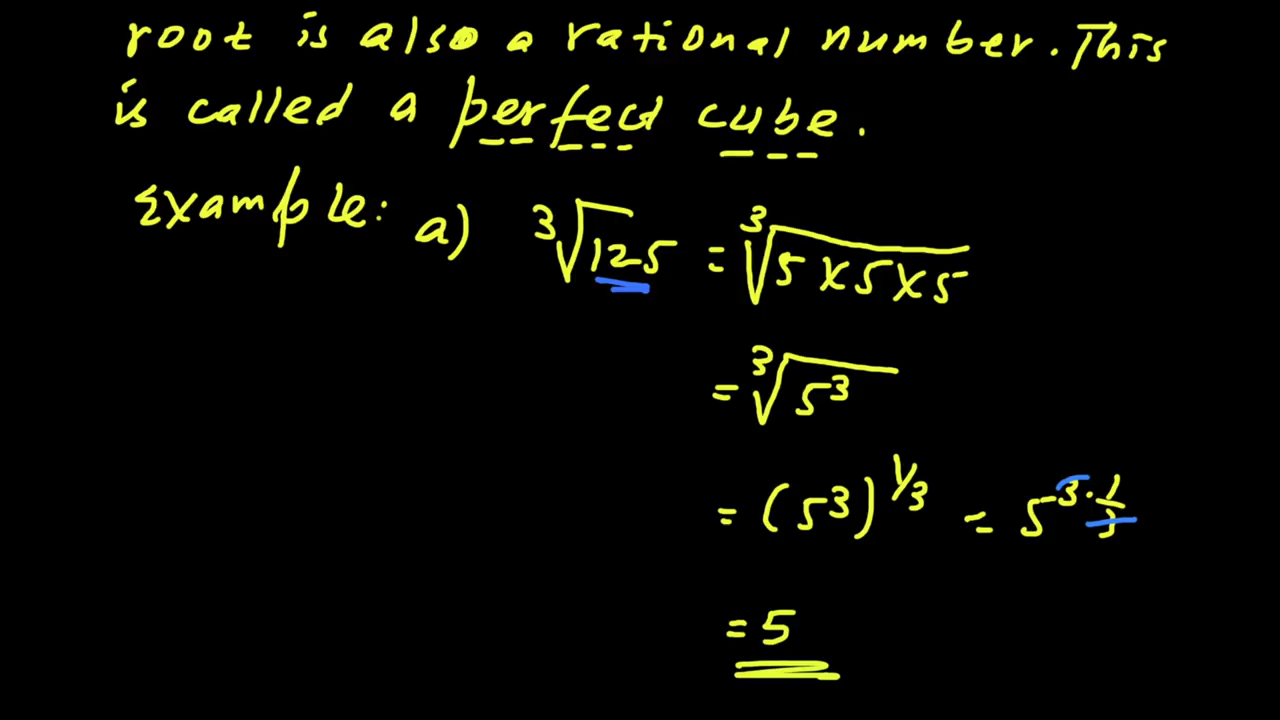 root is also a rational number. This
is called a perfect cube.
Example: a) ∛125 = ∛5×5×5
= ∛5³
= (5³)^1/3 = 5^3·1/3
= 5